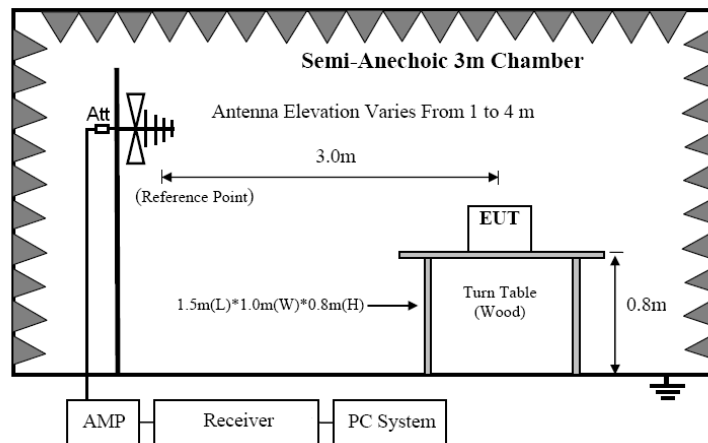 Semi-Anechoic 3m Chamber
Antenna Elevation Varies From 1 to 4 m
Att
3.0m
(Reference Point)
EUT
1.5m(L)*1.0m(W)*0.8m(H)
Turn Table
(Wood)
0.8m
AMP
Receiver
PC System